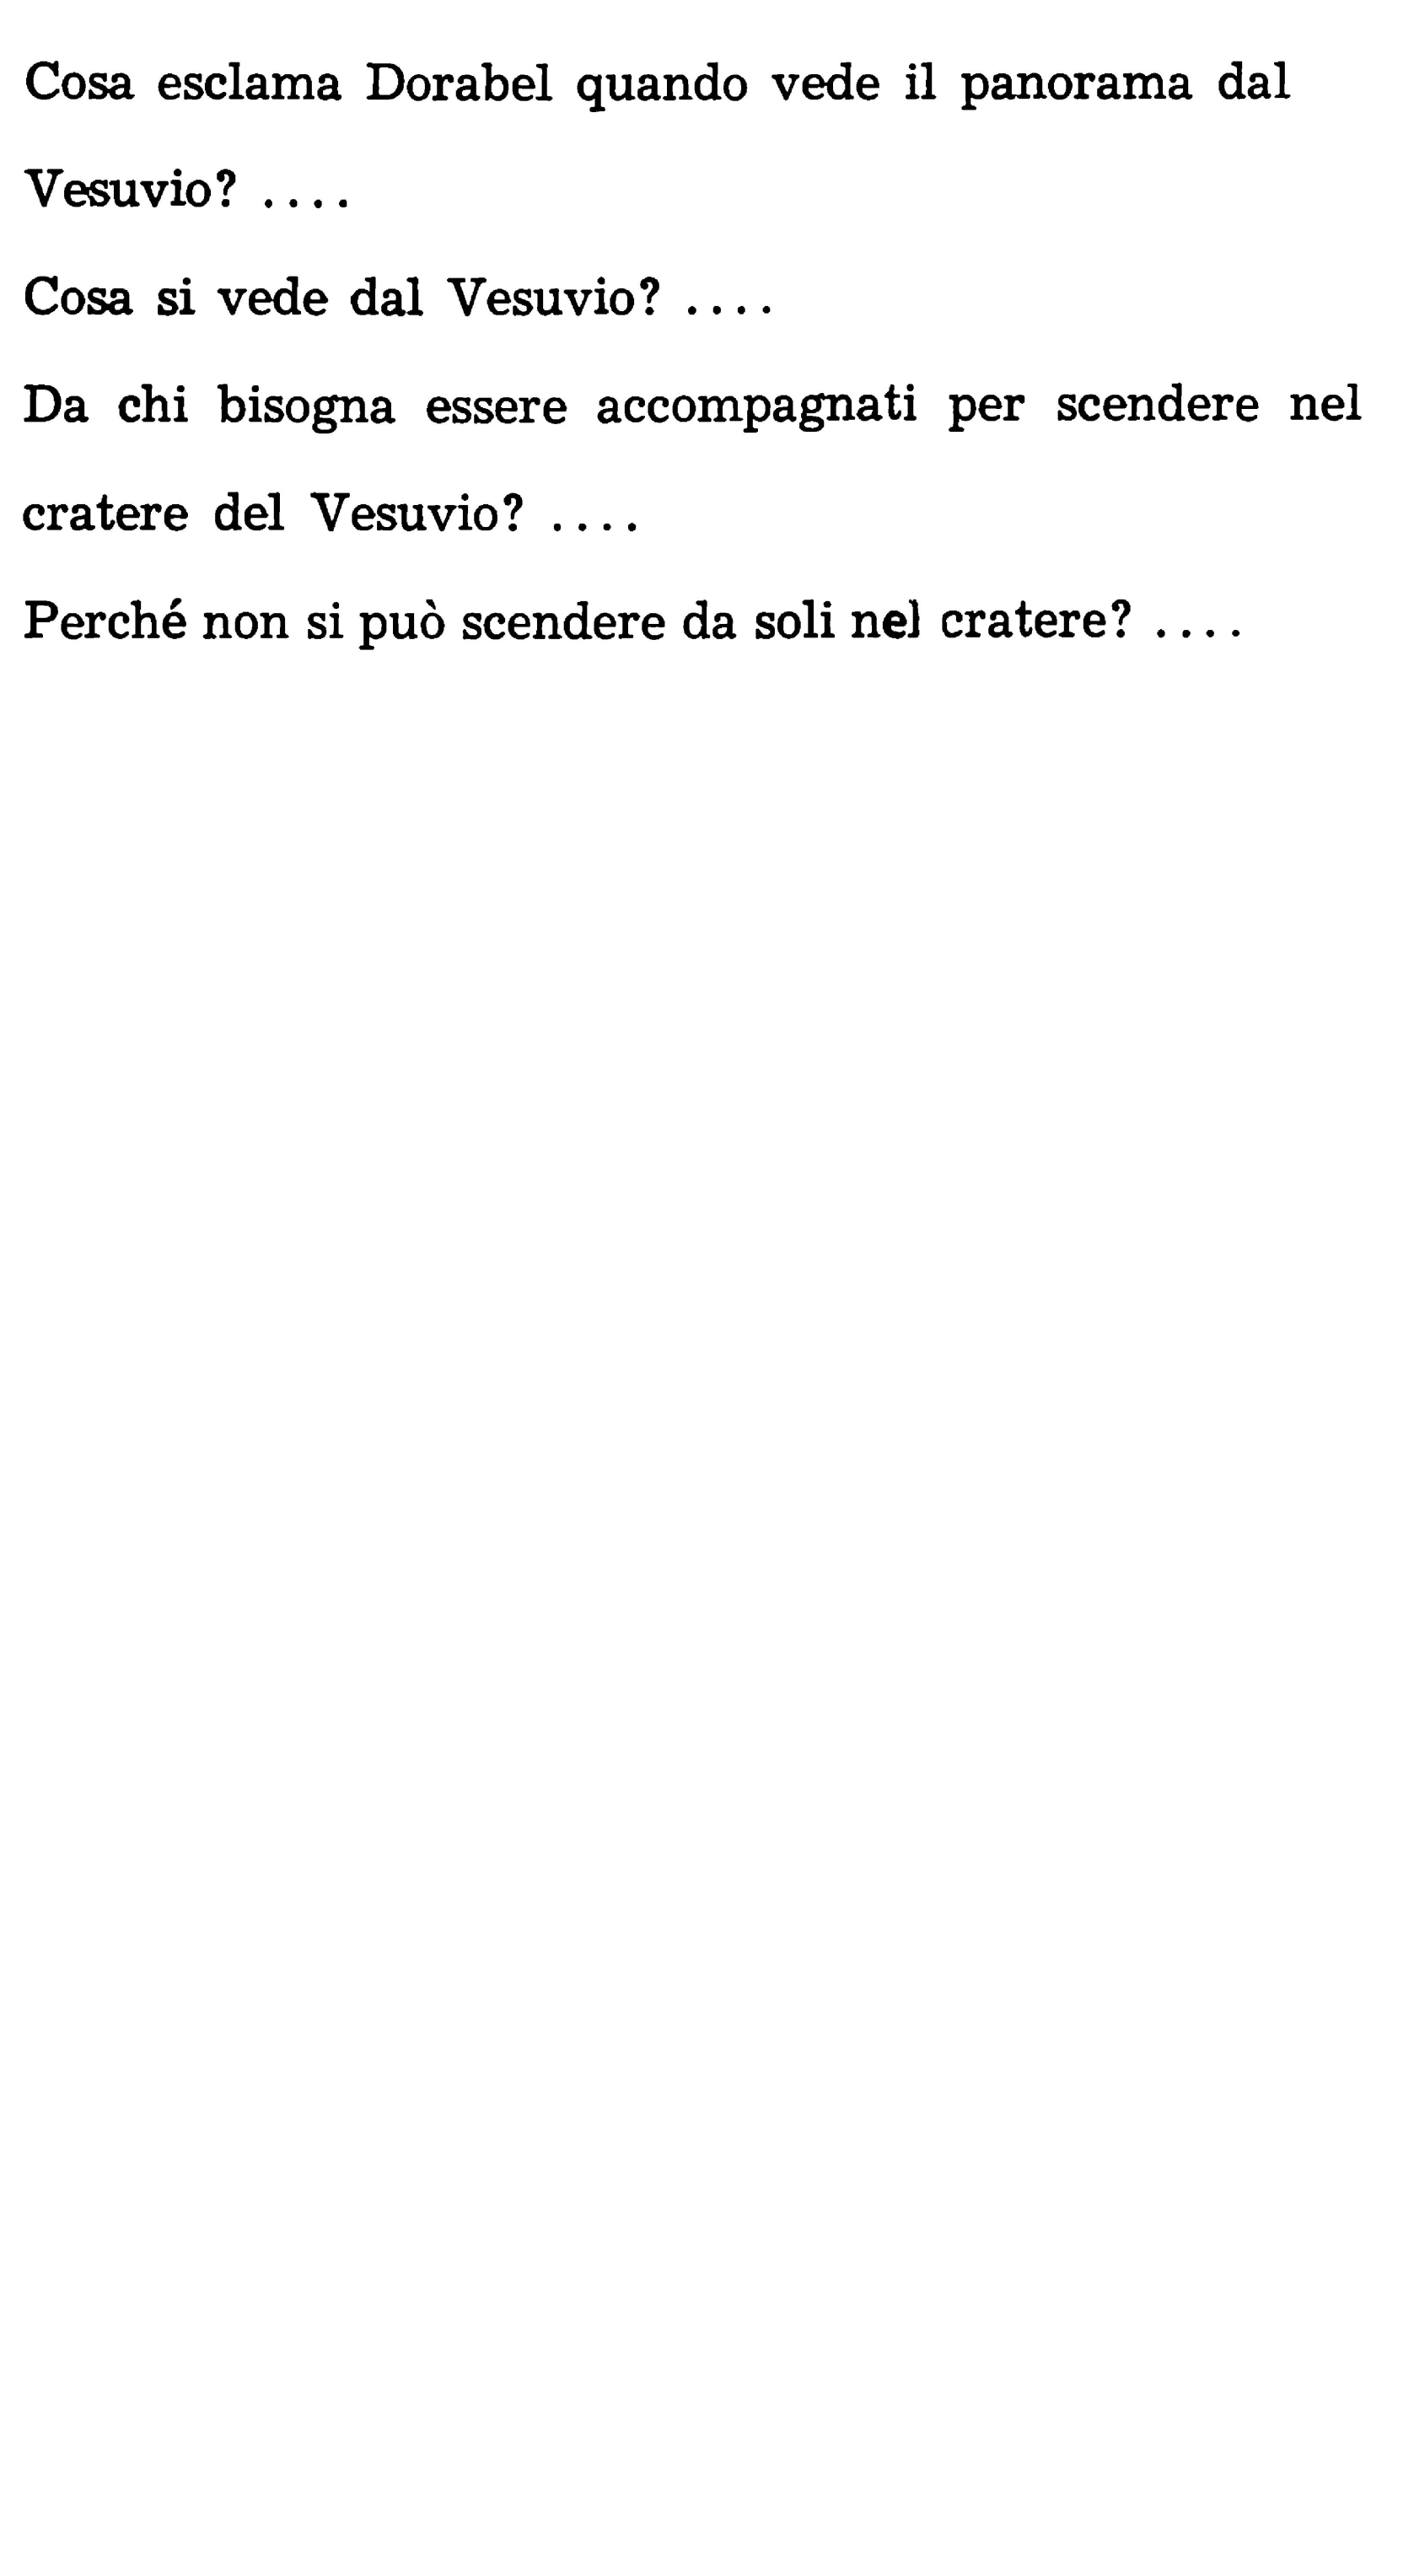 Cosa esclama Dorabel quando vede il panorama dal
Vesuvio? ....
Cosa si vede dal Vesuvio? ....
Da chi bisogna essere accompagnati per scendere nel
cratere del Vesuvio? ....
Perché non si può scendere da soli nel cratere? ....